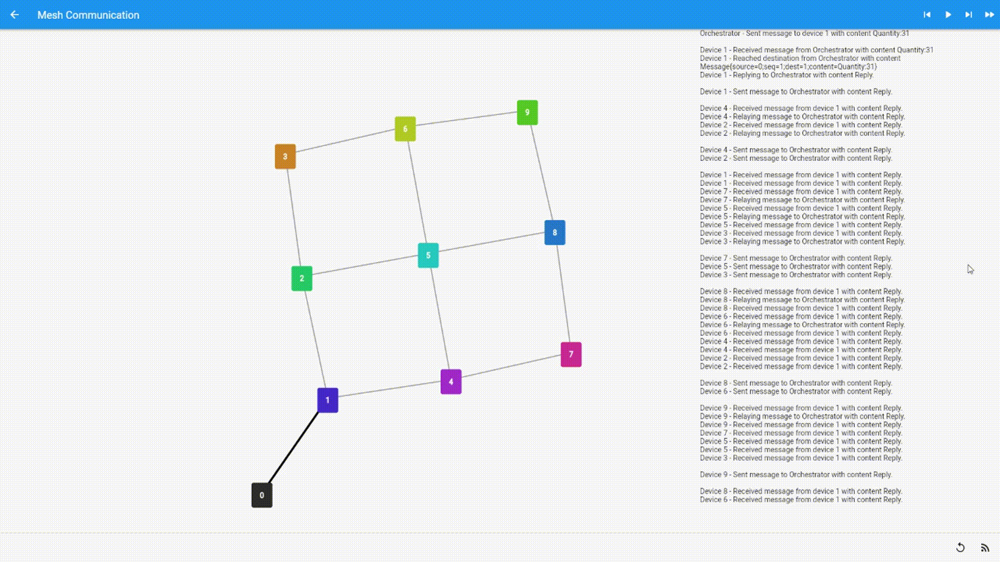 Mesh Communication
Orchestrator - Sent message to device 1 with content Quantity:31
Device 1 - Received message from Orchestrator with content Quantity:31
Device 1 - Reached destination from Orchestrator with content
Message{source=0;seq=1;dest=1;content=Quantity:31}
Device 1 - Replying to Orchestrator with content Reply.
Device 1 - Sent message to Orchestrator with content Reply.
Device 4 - Received message from device 1 with content Reply.
Device 4 - Relaying message to Orchestrator with content Reply.
Device 2 - Received message from device 1 with content Reply.
Device 2 - Relaying message to Orchestrator with content Reply.
Device 4 - Sent message to Orchestrator with content Reply.
Device 2 - Sent message to Orchestrator with content Reply.
Device 1 - Received message from device 1 with content Reply.
Device 1 - Received message from device 1 with content Reply.
Device 7 - Received message from device 1 with content Reply.
Device 7 - Relaying message to Orchestrator with content Reply.
Device 5 - Received message from device 1 with content Reply.
Device 5 - Relaying message to Orchestrator with content Reply.
Device 5 - Received message from device 1 with content Reply.
Device 3 - Received message from device 1 with content Reply.
Device 3 - Relaying message to Orchestrator with content Reply.
Device 7 - Sent message to Orchestrator with content Reply.
Device 5 - Sent message to Orchestrator with content Reply.
Device 3 - Sent message to Orchestrator with content Reply.
Device 8 - Received message from device 1 with content Reply.
Device 8 - Relaying message to Orchestrator with content Reply.
Device 8 - Received message from device 1 with content Reply.
Device 6 - Received message from device 1 with content Reply.
Device 6 - Relaying message to Orchestrator with content Reply.
Device 6 - Received message from device 1 with content Reply.
Device 4 - Received message from device 1 with content Reply.
Device 4 - Received message from device 1 with content Reply.
Device 2 - Received message from device 1 with content Reply.
Device 2 - Received message from device 1 with content Reply.
Device 8 - Sent message to Orchestrator with content Reply.
Device 6 - Sent message to Orchestrator with content Reply.
Device 9 - Received message from device 1 with content Reply.
Device 9 - Relaying message to Orchestrator with content Reply.
Device 9 - Received message from device 1 with content Reply.
Device 7 - Received message from device 1 with content Reply.
Device 5 - Received message from device 1 with content Reply.
Device 5 - Received message from device 1 with content Reply.
Device 3 - Received message from device 1 with content Reply.
Device 9 - Sent message to Orchestrator with content Reply.
Device 8 - Received message from device 1 with content Reply.
Device 6 - Received message from device 1 with content Reply.
9
6
3
8
5
2
7
4
1
0